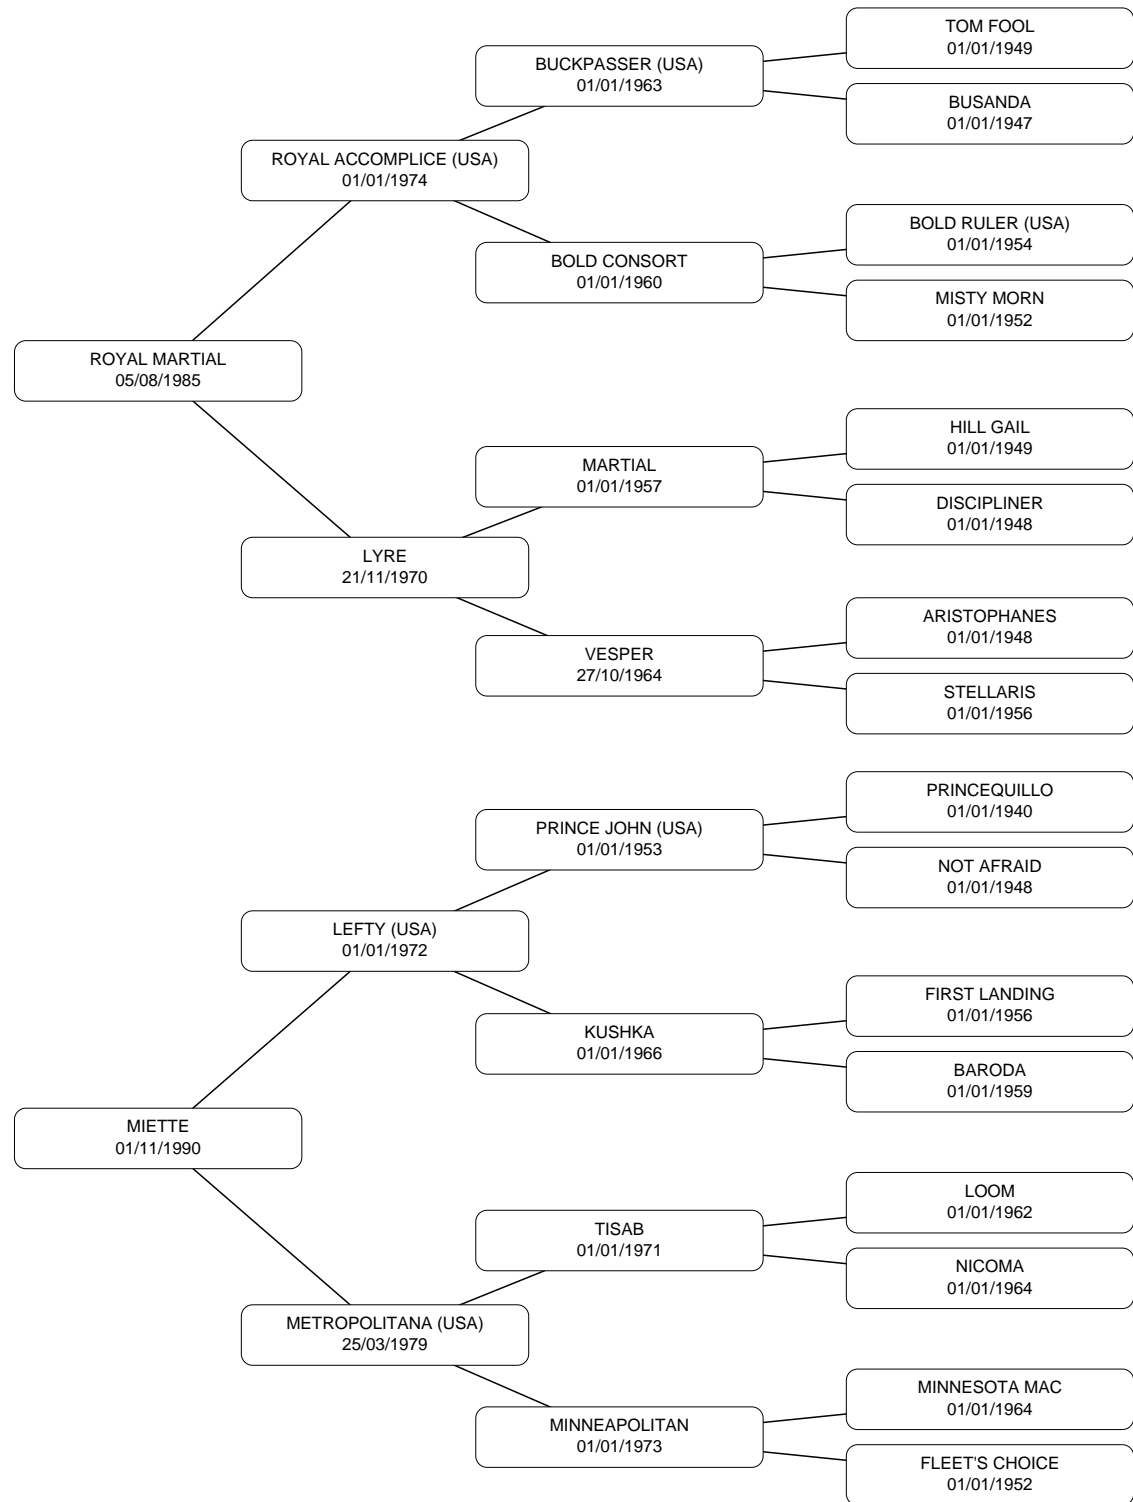 TOM FOOL
01/01/1949
BUCKPASSER (USA)
01/01/1963
BUSANDA
01/01/1947
ROYAL ACCOMPLICE (USA)
01/01/1974
BOLD RULER (USA)
01/01/1954
BOLD CONSORT
01/01/1960
MISTY MORN
01/01/1952
ROYAL MARTIAL
05/08/1985
HILL GAIL
01/01/1949
MARTIAL
01/01/1957
DISCIPLINER
01/01/1948
LYRE
21/11/1970
ARISTOPHANES
01/01/1948
VESPER
27/10/1964
STELLARIS
01/01/1956
PRINCEQUILLO
01/01/1940
PRINCE JOHN (USA)
01/01/1953
NOT AFRAID
01/01/1948
LEFTY (USA)
01/01/1972
FIRST LANDING
01/01/1956
KUSHKA
01/01/1966
BARODA
01/01/1959
MIETTE
01/11/1990
LOOM
01/01/1962
TISAB
01/01/1971
NICOMA
01/01/1964
METROPOLITANA (USA)
25/03/1979
MINNESOTA MAC
01/01/1964
MINNEAPOLITAN
01/01/1973
FLEET'S CHOICE
01/01/1952